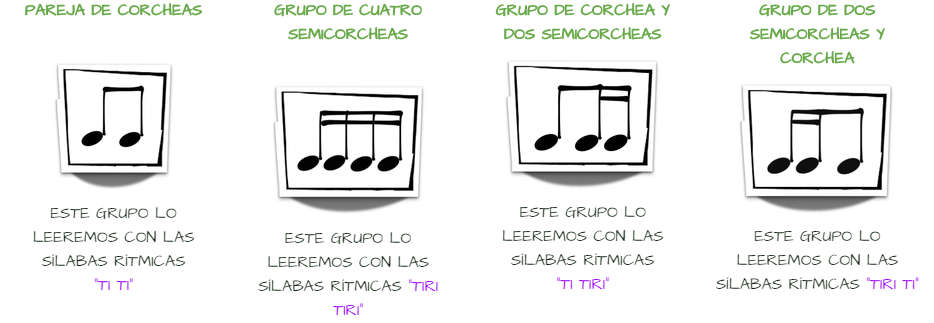 PAREJA DE CORCHEAS
ESTE GRUPO LO
LEEREMOS CON LAS
SÍLABAS RÍTMICAS
"TI TI"
GRUPO DE CUATRO
SEMICORCHEAS
ESTE GRUPO LO
LEEREMOS CON LAS
SÍLABAS RÍTMICAS "TIRI
TIRI"
GRUPO DE CORCHEA Y
DOS SEMICORCHEAS
ESTE GRUPO LO
LEEREMOS CON LAS
SÍLABAS RÍTMICAS
"TI TIRI"
GRUPO DE DOS
SEMICORCHEAS Y
CORCHEA
ESTE GRUPO LO
LEEREMOS CON LAS
SÍLABAS RÍTMICAS "TIRI TI"